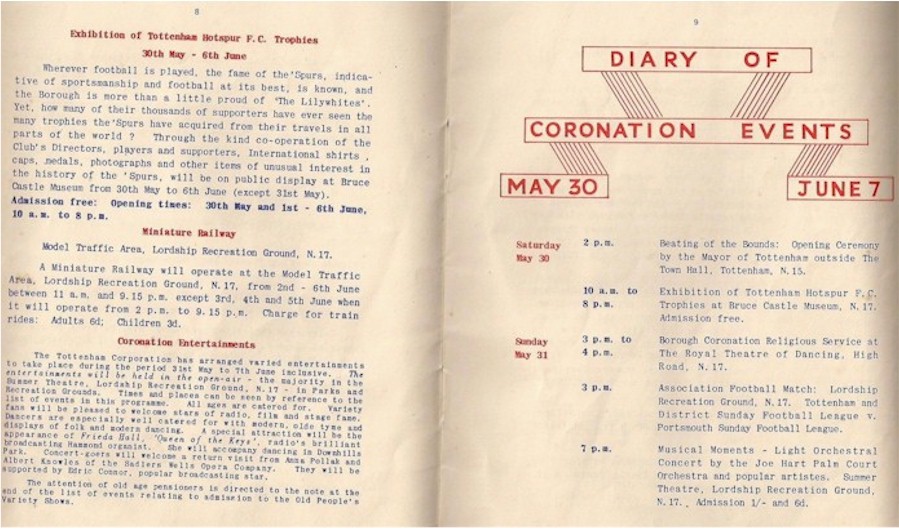 8
Exhibition of Tottenham Hotspur F.C. Trophies
30th May - 6th June
Wherever football is played, the fame of the 'Spurs, indica-
tive of sportsmanship and football at its best, is known, and
the Borough is more than a little proud of 'The Lilywhites'.
Yet, how many of their thousands of supporters have ever seen the
many trophies the 'Spurs have acquired from their travels in all
parts of the world ? Through the kind co-operation of the
Club's Directors, players and supporters, International shirts ,
caps, medals, photographs and other items of unusual interest in
the history of the 'Spurs, will be on public display at Bruce
Castle Museum from 30th May to 6th June (except 31st May).
Admission free: Opening times: 30th May and 1st - 6th June,
10 a.m. to 8 p.m.
Miniature Railway
Model Traffic Area, Lordship Recreation Ground, N.17.
A Miniature Railway will operate at the Model Traffic
Area, Lordship Recreation Ground, N.17, from 2nd - 6th June
between 11 a.m. and 9.15 p.m. except 3rd, 4th and 5th June when
it will operate from 2 p.m. to 9.15 p.m. Charge for train
rides: Adults 6d; Children 3d.
Coronation Entertainments
The Tottenham Corporation has arranged varied entertainments
to take place during the period 31st May to 7th June inclusive. The
entertainments will be held in the open-air - the majority in the
Summer Theatre, Lordship Recreation Ground, N.17 - in Parks and
Recreation Grounds. Times and places can be seen by reference to the
list of events in this programme. All ages are catered for. Variety
fans will be pleased to welcome stars of radio, film and stage fame.
Dancers are especially well catered for with modern, olde tyme and
displays of folk and modern dancing. A special attraction will be the
appearance of Frieda Hall, 'Queen of the Keys', radio's brilliant
broadcasting Hammond organist. She will accompany dancing in Downhills
Park. Concert-goers will welcome a return visit from Anna Pollak and
Albert Knowles of the Sadlers Wells Opera Company. They will be
supported by Edric Connor, popular broadcasting star.
The attention of old age pensioners is directed to the note at the
end of the list of events relating to admission to the Old People's
Variety Shows.
9
DIARY OF
CORONATION EVENTS
MAY 30 JUNE 7
Saturday 2 p.m. Beating of the Bounds: Opening Ceremony
May 30 by the Mayor of Tottenham outside The
Town Hall, Tottenham, N.15.
10 a.m. to Exhibition of Tottenham Hotspur F.C.
8 p.m. Trophies at Bruce Castle Museum, N.17.
Admission free.
Sunday 3 p.m. to Borough Coronation Religious Service at
May 31 4 p.m. The Royal Theatre of Dancing, High
Road, N.17.
3 p.m. Association Football Match: Lordship
Recreation Ground, N.17. Tottenham and
District Sunday Football League v.
Portsmouth Sunday Football League.
7 p.m. Musical Moments - Light Orchestral
Concert by the Joe Hart Palm Court
Orchestra and popular artistes. Summer
Theatre, Lordship Recreation Ground,
N.17., Admission 1/- and 6d.